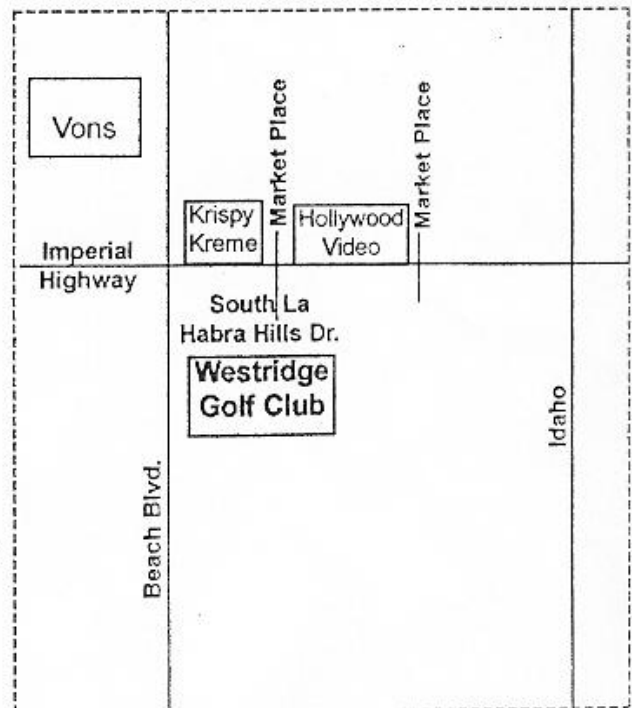 Vons
Market Place
Market Place
Krispy
Kreme
Hollywood
Video
Imperial
Highway
South La
Habra Hills Dr.
Westridge
Golf Club
Idaho
Beach Blvd.